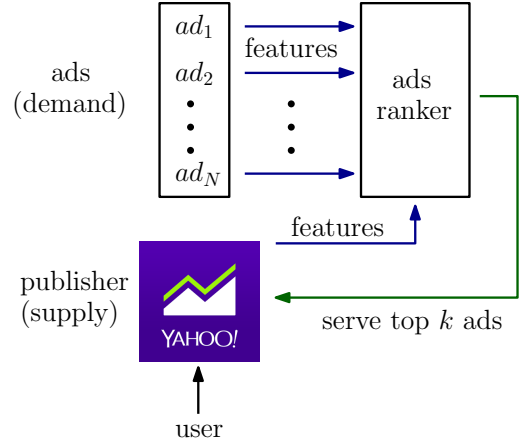 ad1
features
ads
(demand)
ad2
adN
ads
ranker
features
publisher
(supply)
YAHOO!
serve top k ads
user